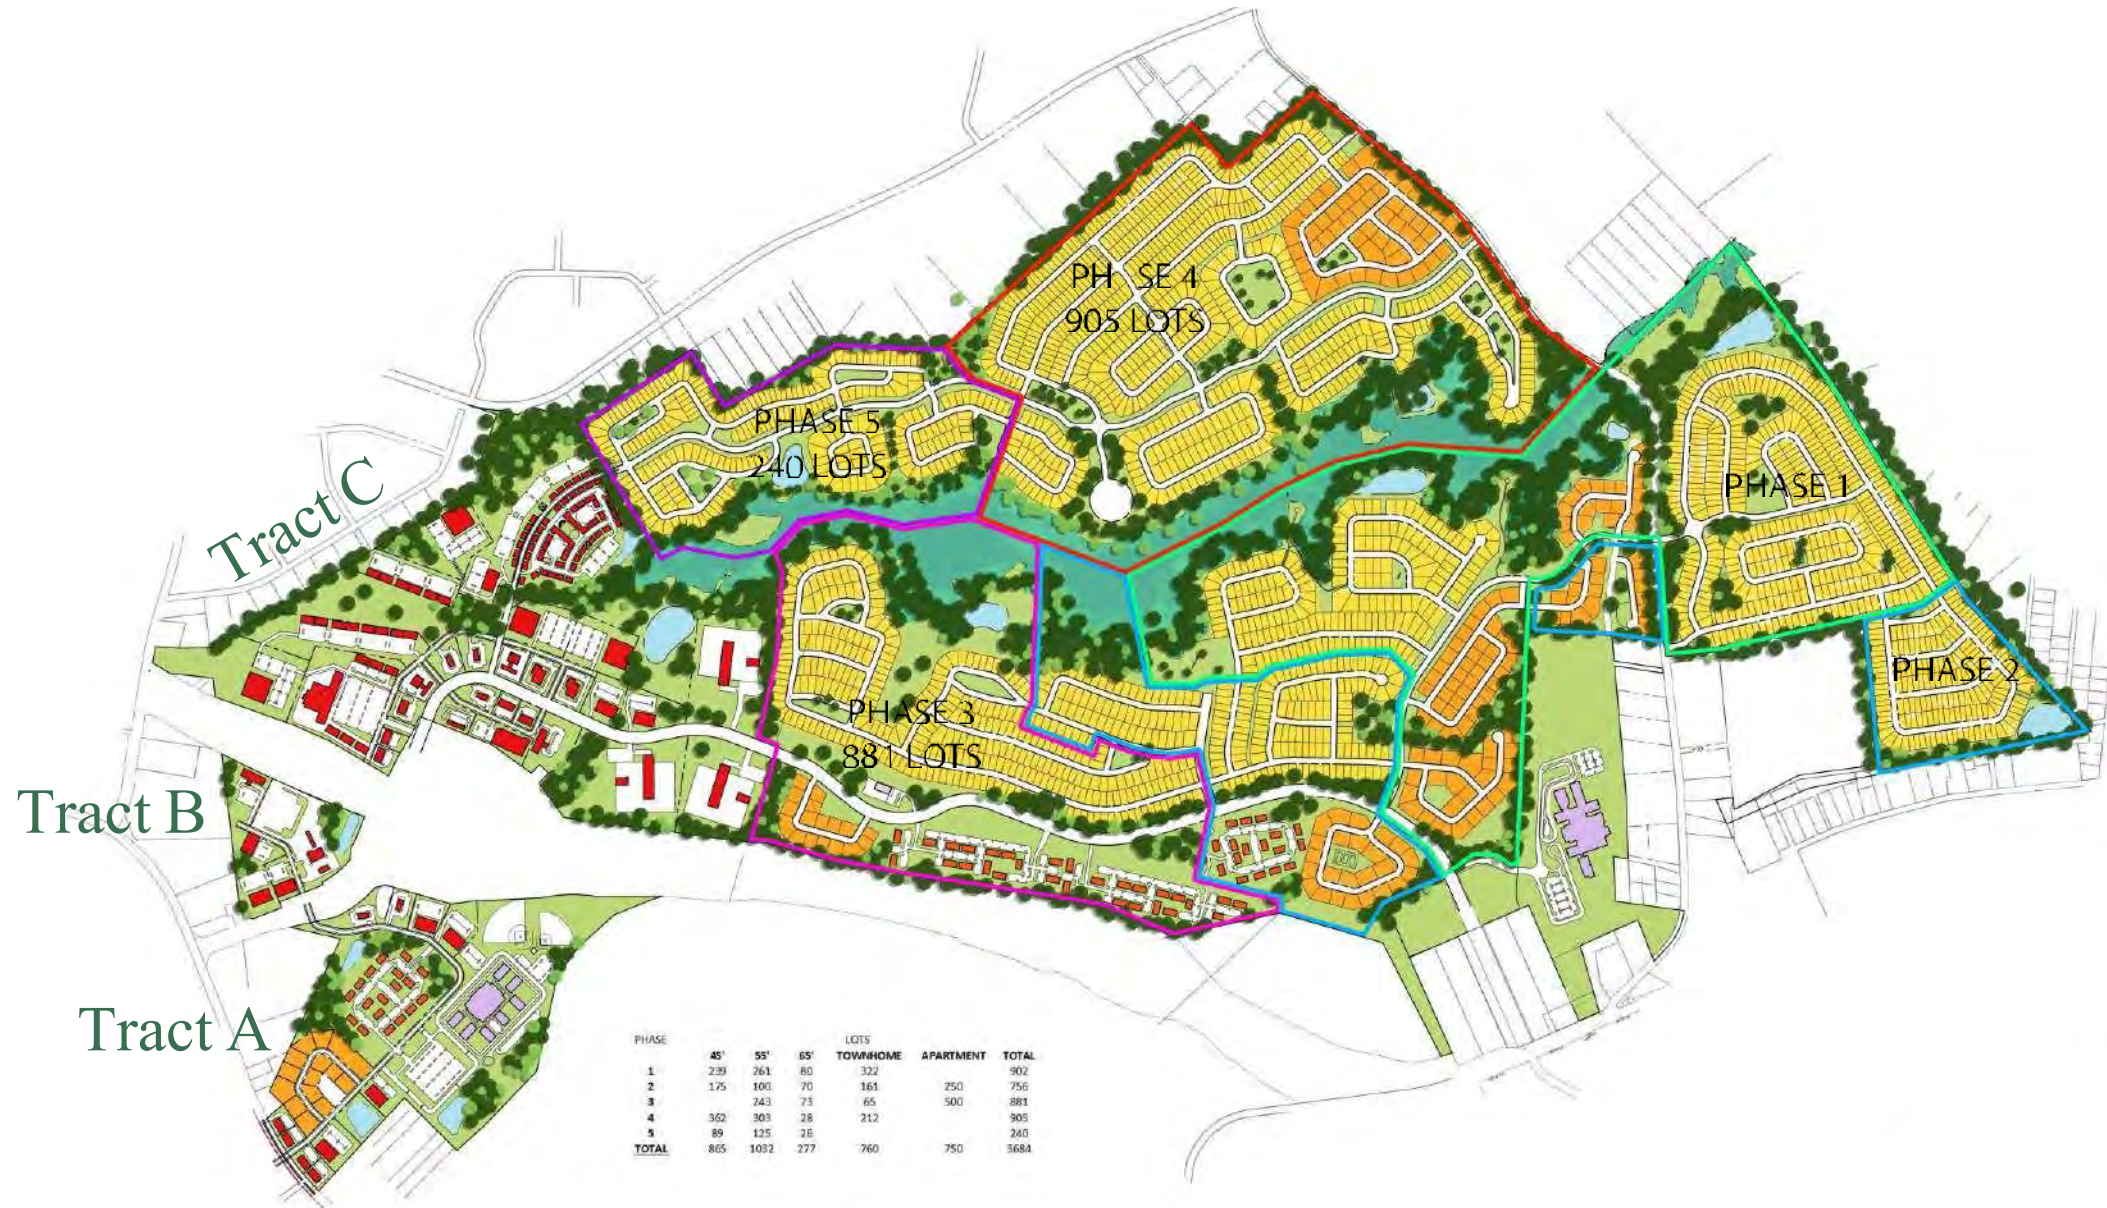 PH SE 4
905 LOTS
PHASE 5
240 LOTS
PHASE 1
PHASE 2
PHASE 3
881 LOTS
Tract C
Tract B
Tract A
PHASE LOTS
45' 55' 65' TOWNHOME APARTMENT TOTAL
1 239 261 80 322 902
2 175 100 70 161 250 756
3 243 73 65 500 881
4 362 303 28 212 905
5 89 125 26 240
TOTAL 865 1032 277 760 750 3684